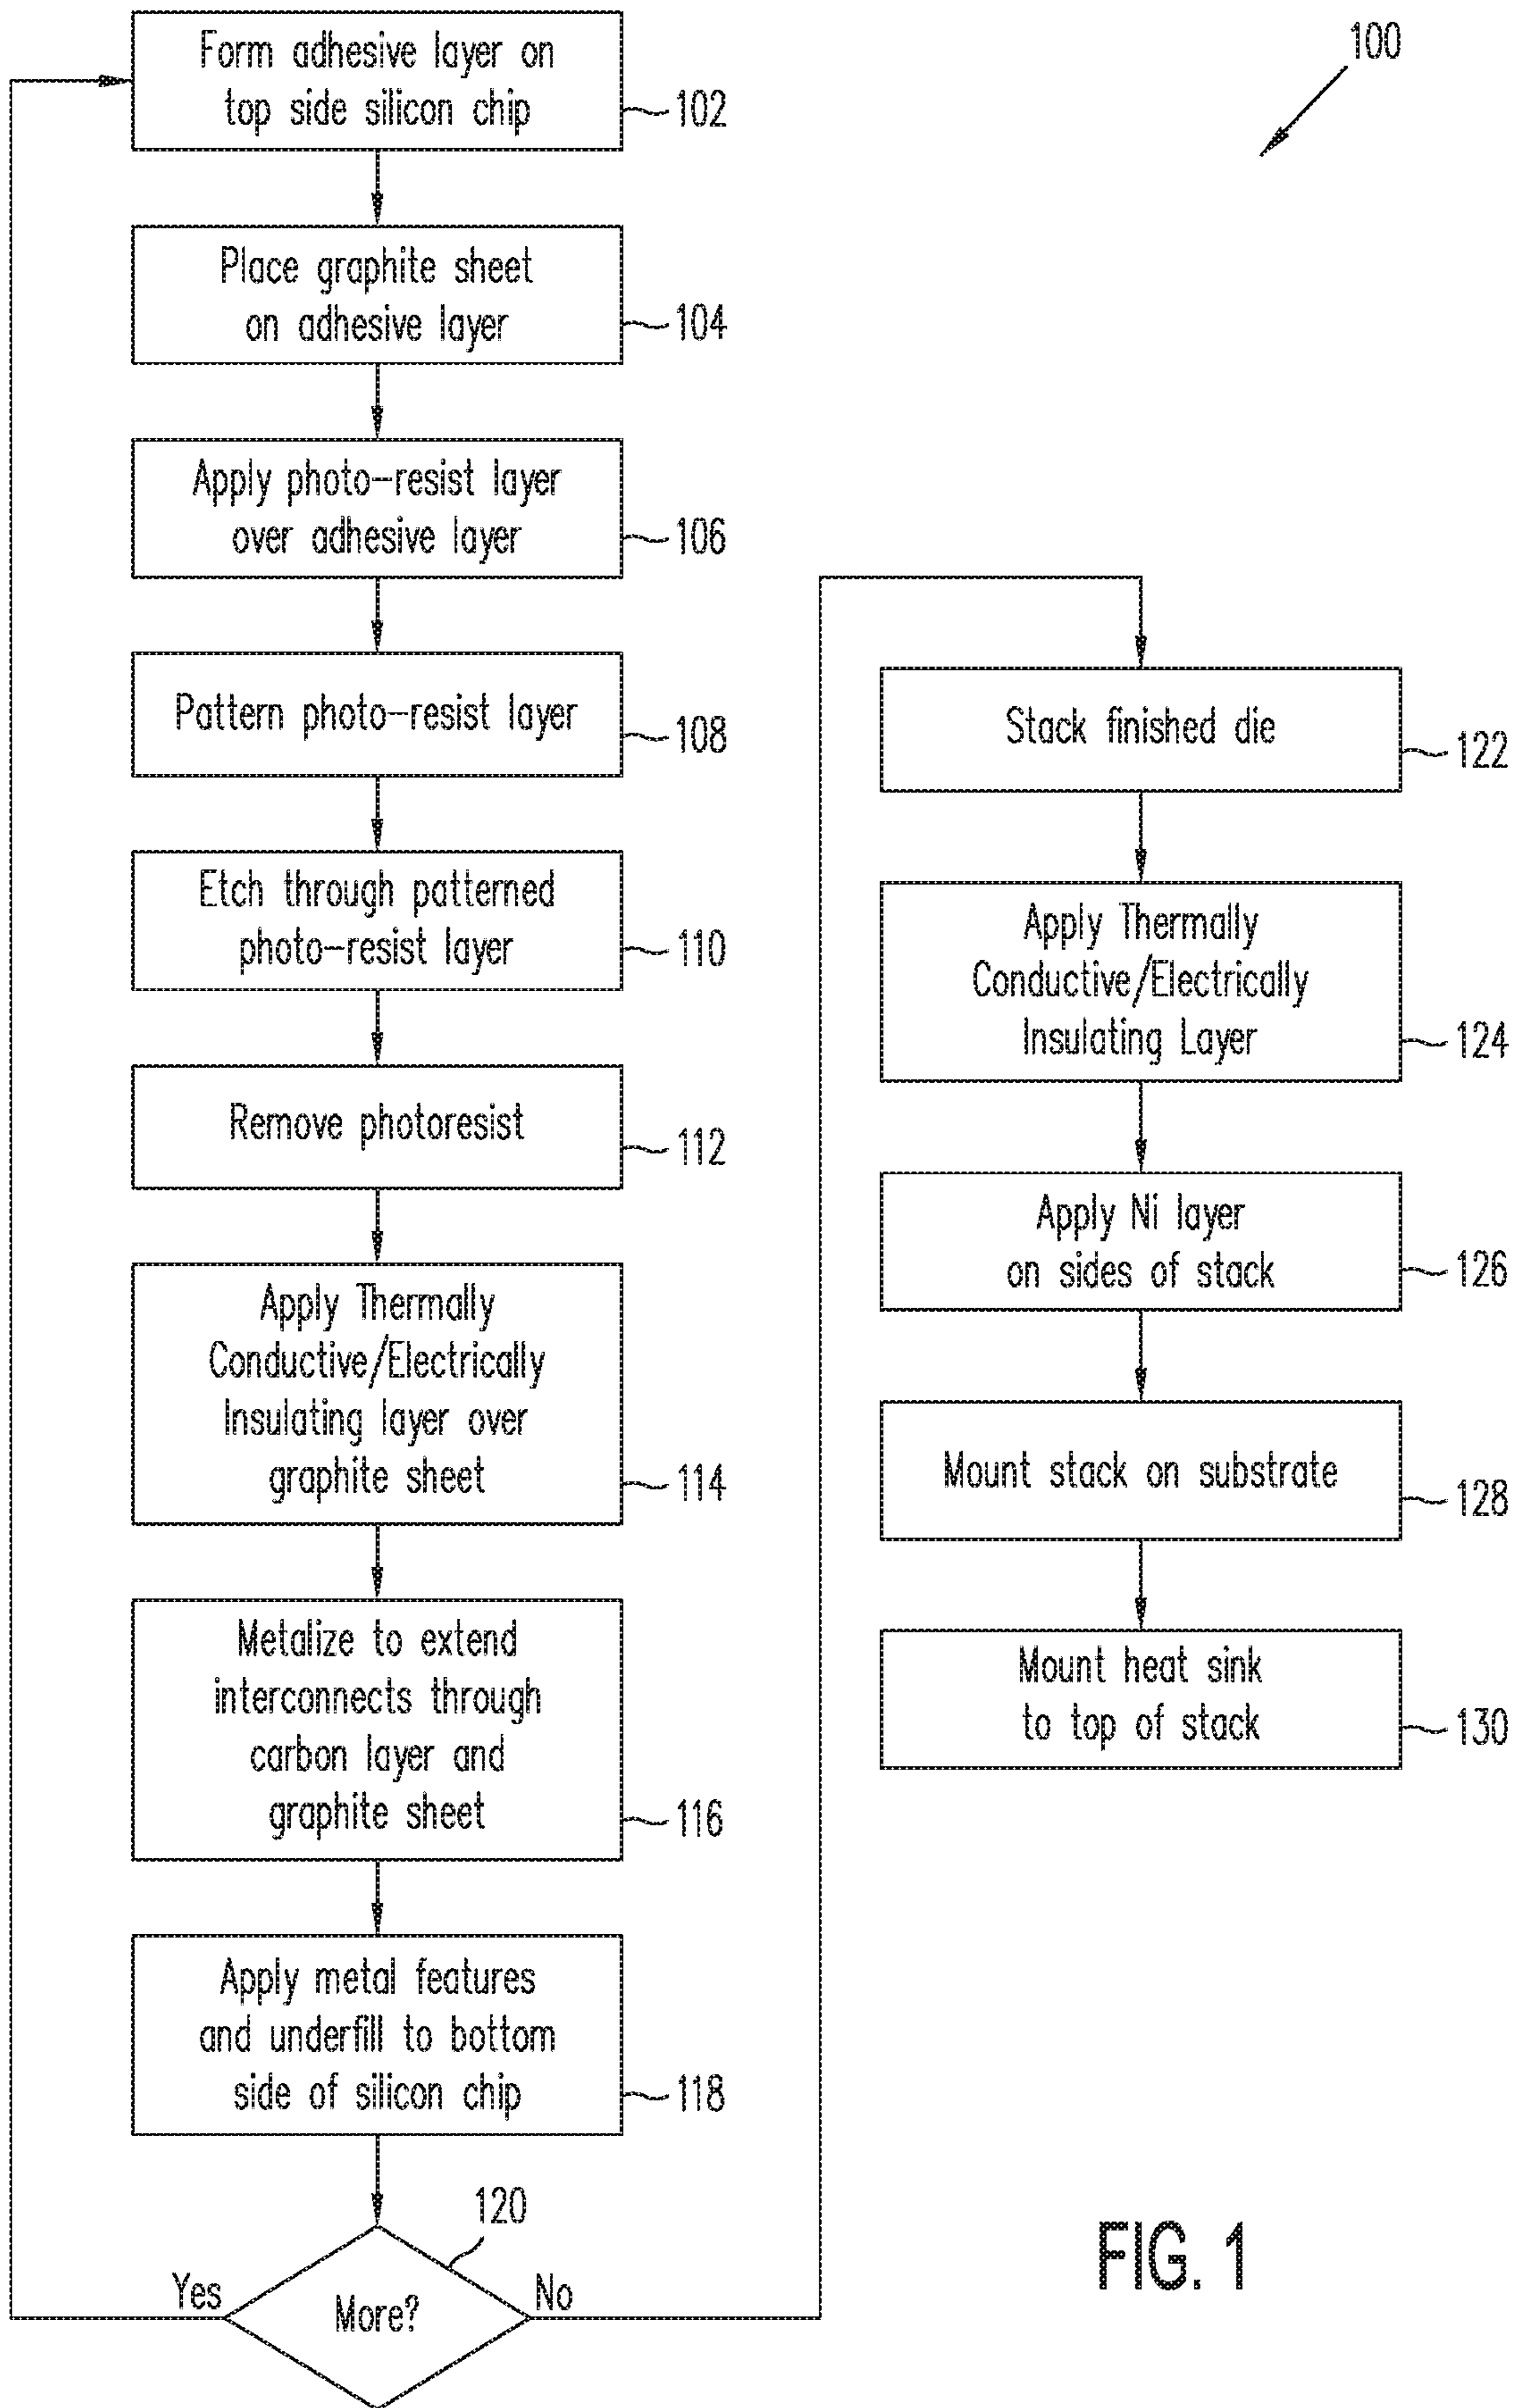 100
Form adhesive layer on
top side silicon chip
102
Place graphite sheet
on adhesive layer
104
Apply photo-resist layer
over adhesive layer
106
Pattern photo-resist layer
108
Etch through patterned
photo-resist layer
110
Remove photoresist
112
Apply Thermally
Conductive/Electrically
Insulating layer over
graphite sheet
114
Metalize to extend
interconnects through
carbon layer and
graphite sheet
116
Apply metal features
and underfill to bottom
side of silicon chip
118
120
Yes
More?
No
Stack finished die
122
Apply Thermally
Conductive/Electrically
Insulating Layer
124
Apply Ni layer
on sides of stack
126
Mount stack on substrate
128
Mount heat sink
to top of stack
130
FIG. 1